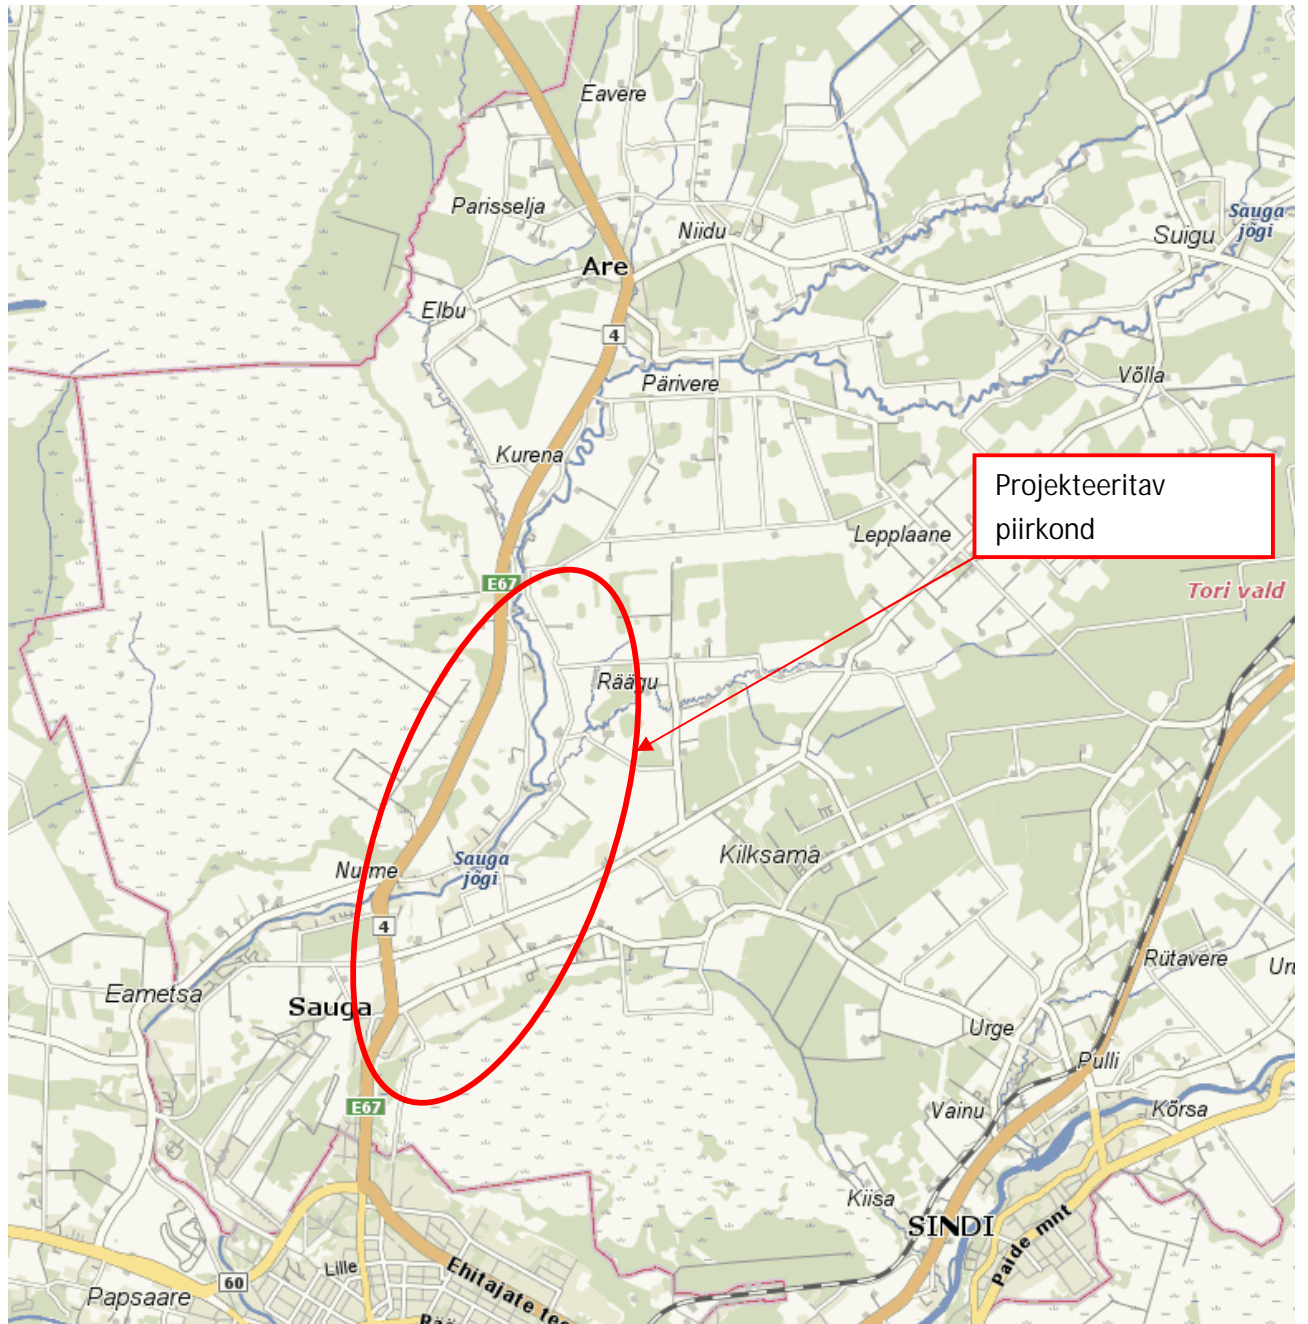 Eavere
Parisselja
Niidu
Sauga
jõgi
Suigu
Are
Elbu
4
Võlla
Pärivere
Kurena
Projekteeritav
piirkond
Lepplaane
E67
Tori vald
Räägu
Kilksama
Sauga
jõgi
Nurme
4
Rütavere
Uru
Eametsa
Sauga
Urge
Pulli
E67
Vainu
Kõrsa
Kiisa
SINDI
Paide mnt
Lille
60
Ehitajate tee
Papsaare